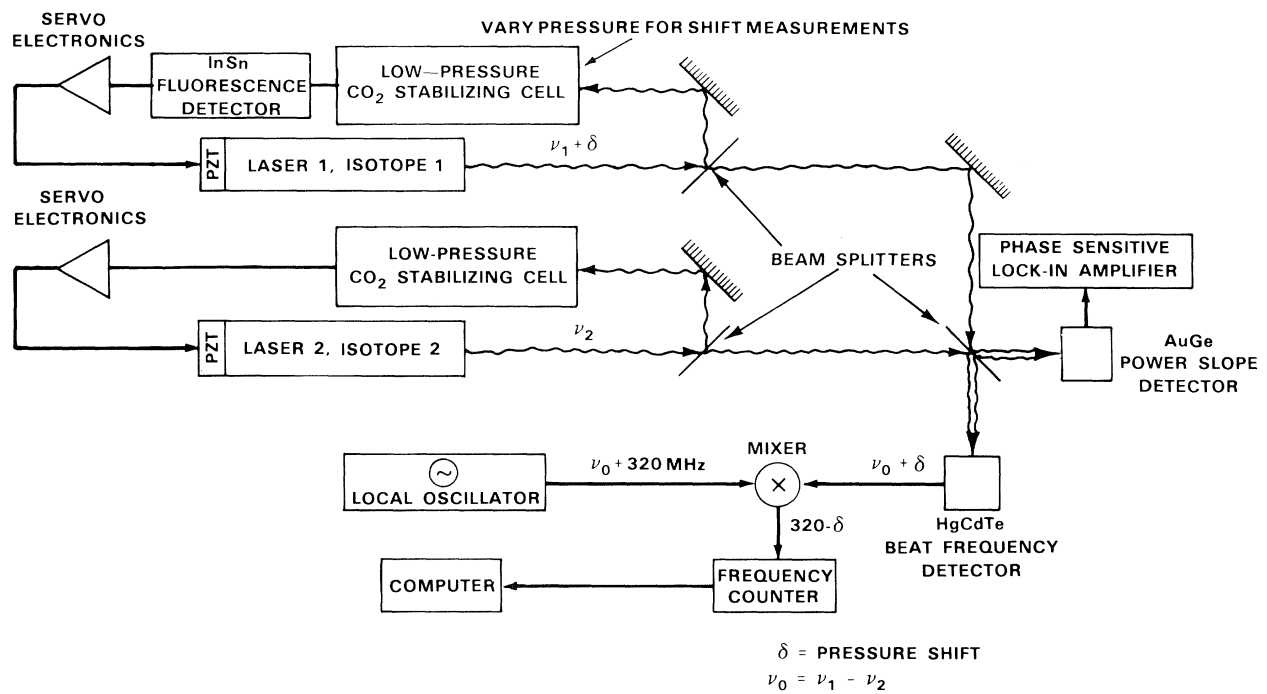 SERVO
ELECTRONICS
InSn
FLUORESCENCE
DETECTOR
LOW-PRESSURE
CO2 STABILIZING CELL
VARY PRESSURE FOR SHIFT MEASUREMENTS
PZT
LASER 1, ISOTOPE 1
ν1 + δ
SERVO
ELECTRONICS
LOW-PRESSURE
CO2 STABILIZING CELL
BEAM SPLITTERS
PHASE SENSITIVE
LOCK-IN AMPLIFIER
PZT
LASER 2, ISOTOPE 2
ν2
AuGe
POWER SLOPE
DETECTOR
MIXER
LOCAL OSCILLATOR
ν0 + 320 MHz
ν0 + δ
HgCdTe
BEAT FREQUENCY
DETECTOR
320-δ
COMPUTER
FREQUENCY
COUNTER
δ = PRESSURE SHIFT
ν0 = ν1 - ν2